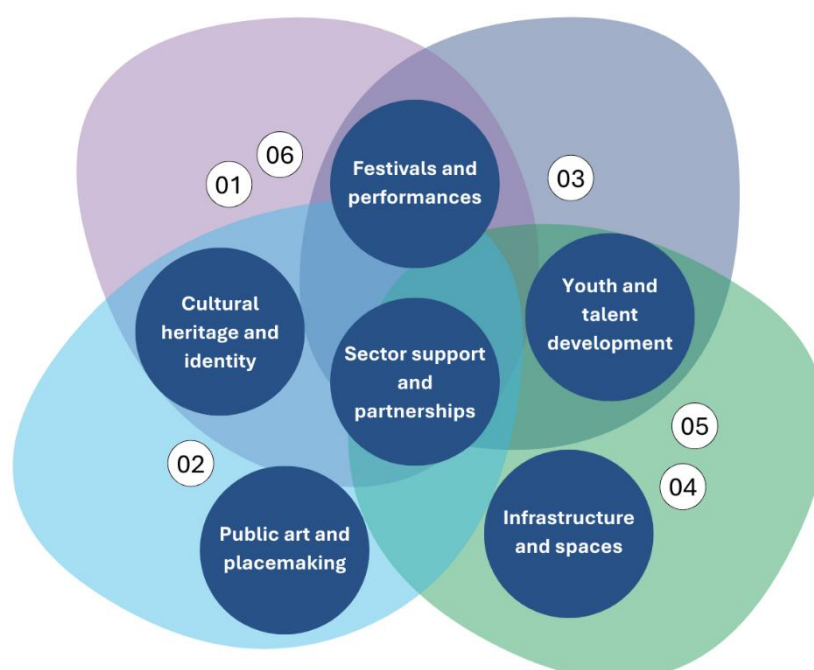 06
01
03
Festivals and
performances
Cultural
heritage and
identity
Youth and
talent
development
Sector support
and
partnerships
05
02
04
Public art and
placemaking
Infrastructure
and spaces